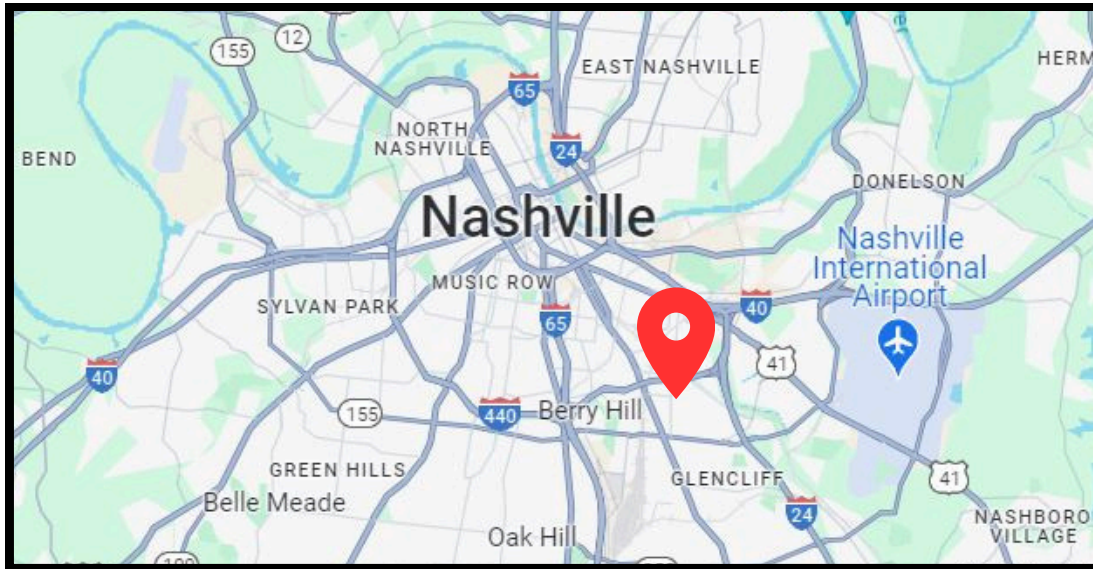 155
12
65
EAST NASHVILLE
HERM
NORTH
NASHVILLE
24
BEND
DONELSON
Nashville
Nashville
International
Airport
MUSIC ROW
SYLVAN PARK
65
40
40
41
155
440
Berry Hill
GREEN HILLS
GLENCLIFF
41
Belle Meade
24
NASHBORO
VILLAGE
Oak Hill